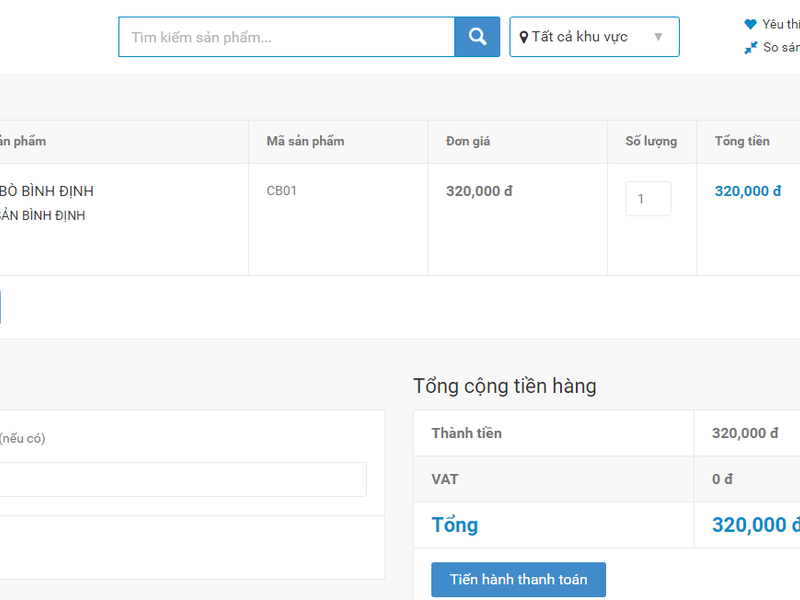 Tìm kiếm sản phẩm...
Tất cả khu vực
Yêu thí
So sán
ản phẩm
Mã sản phẩm
Đơn giá
Số lượng
Tổng tiền
BÒ BÌNH ĐỊNH
SẢN BÌNH ĐỊNH
CB01
320,000 đ
1
320,000 đ
Tổng cộng tiền hàng
(nếu có)
Thành tiền
320,000 đ
VAT
0 đ
Tổng
320,000 đ
Tiến hành thanh toán